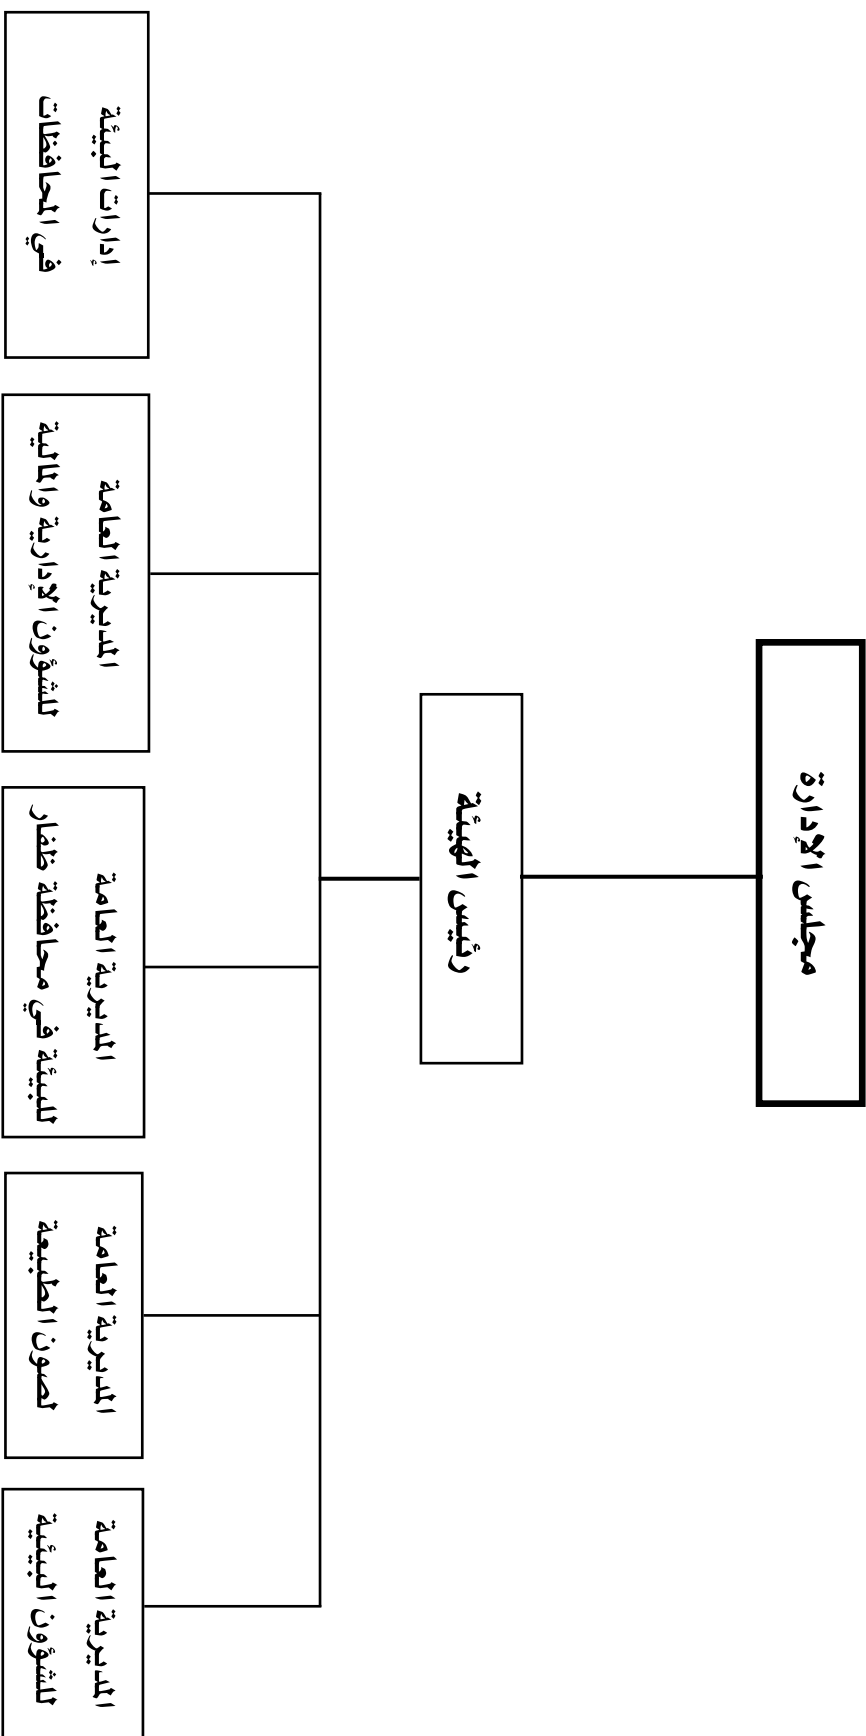 مجلس الإدارة
رئيس الهيئة
المديرية العامة
للشؤون البيئية
المديرية العامة
لصون الطبيعة
المديرية العامة
للبيئة في محافظة ظفار
المديرية العامة
للشؤون الإدارية والمالية
إدارات البيئة
في المحافظات